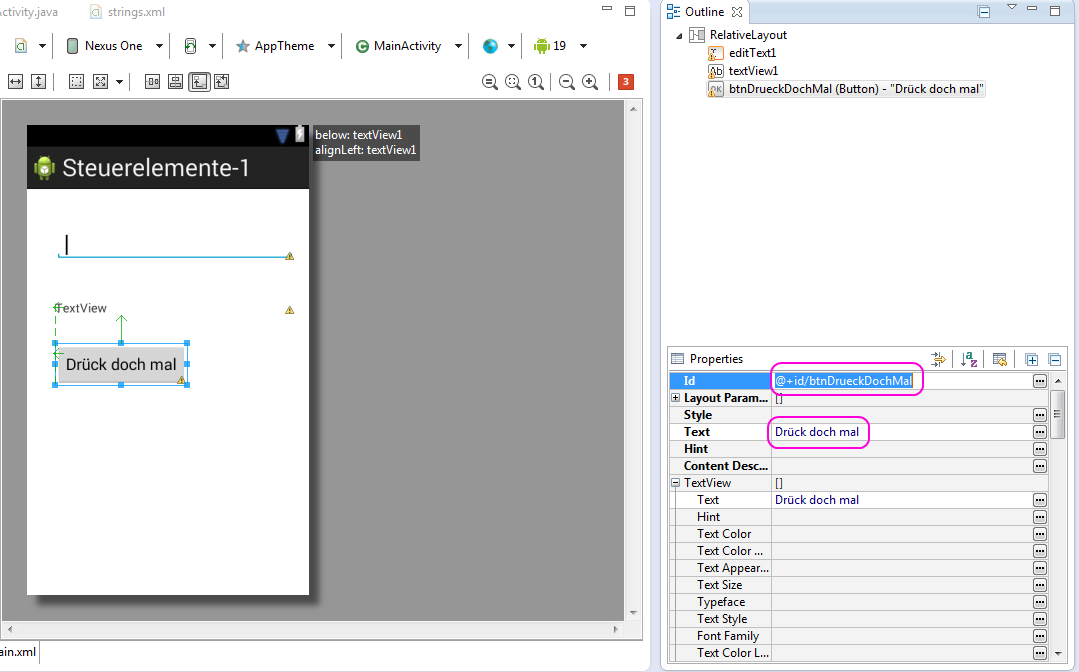 ctivity.java
strings.xml
Nexus One
AppTheme
MainActivity
19
1
3
below: textView1
alignLeft: textView1
Steuerelemente-1
TextView
Drück doch mal
ain.xml
Outline
RelativeLayout
editText1
Ab textView1
OK btnDrueckDochMal (Button) - "Drück doch mal"
Properties
Id @+id/btnDrueckDochMal
Layout Param... []
Style
Text Drück doch mal
Hint
Content Desc...
TextView []
Text Drück doch mal
Hint
Text Color
Text Color ...
Text Appear...
Text Size
Typeface
Text Style
Font Family
Text Color L...